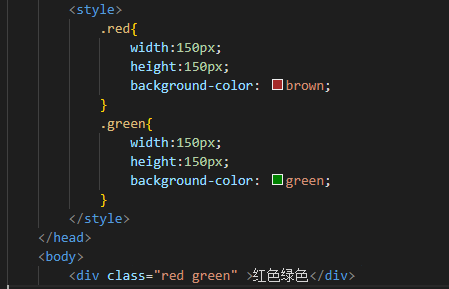 <style>
.red{
width:150px;
height:150px;
background-color: brown;
}
.green{
width:150px;
height:150px;
background-color: green;
}
</style>
</head>
<body>
<div class="red green" >红色绿色</div>